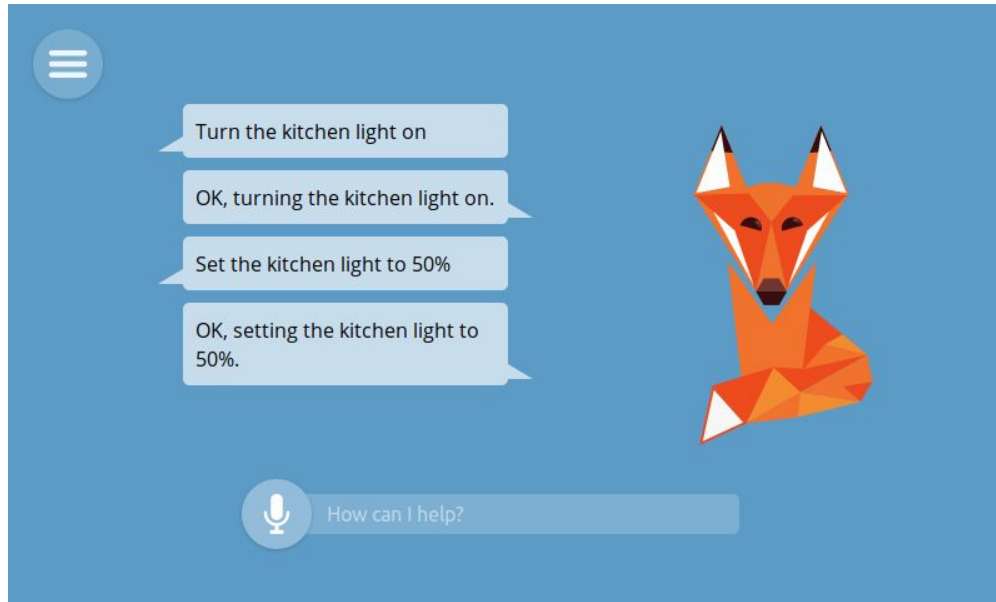 Turn the kitchen light on
OK, turning the kitchen light on.
Set the kitchen light to 50%
OK, setting the kitchen light to
50%.
How can I help?